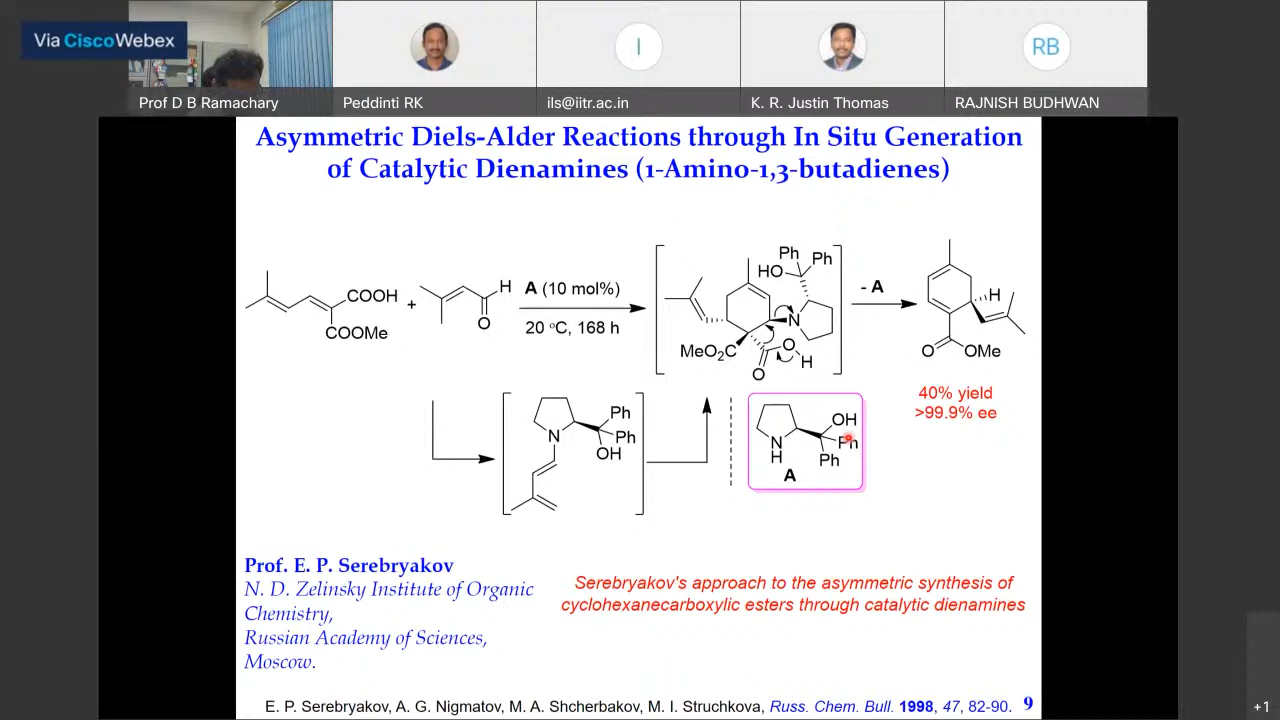 Via CiscoWebex
Prof D B Ramachary
Peddinti RK
I
ils@iitr.ac.in
K. R. Justin Thomas
RB
RAJNISH BUDHWAN
Asymmetric Diels-Alder Reactions through In Situ Generation
of Catalytic Dienamines (1-Amino-1,3-butadienes)
COOH
COOMe
+
H
O
A (10 mol%)
20 °C, 168 h
Ph
Ph
HO
N
MeO2C
O
H
O
- A
H
O
OMe
40% yield
>99.9% ee
Ph
Ph
N
OH
OH
Ph
N
H
Ph
A
Prof. E. P. Serebryakov
N. D. Zelinsky Institute of Organic
Chemistry,
Russian Academy of Sciences,
Moscow.
Serebryakov's approach to the asymmetric synthesis of
cyclohexanecarboxylic esters through catalytic dienamines
E. P. Serebryakov, A. G. Nigmatov, M. A. Shcherbakov, M. I. Struchkova, Russ. Chem. Bull. 1998, 47, 82-90. 9
+1